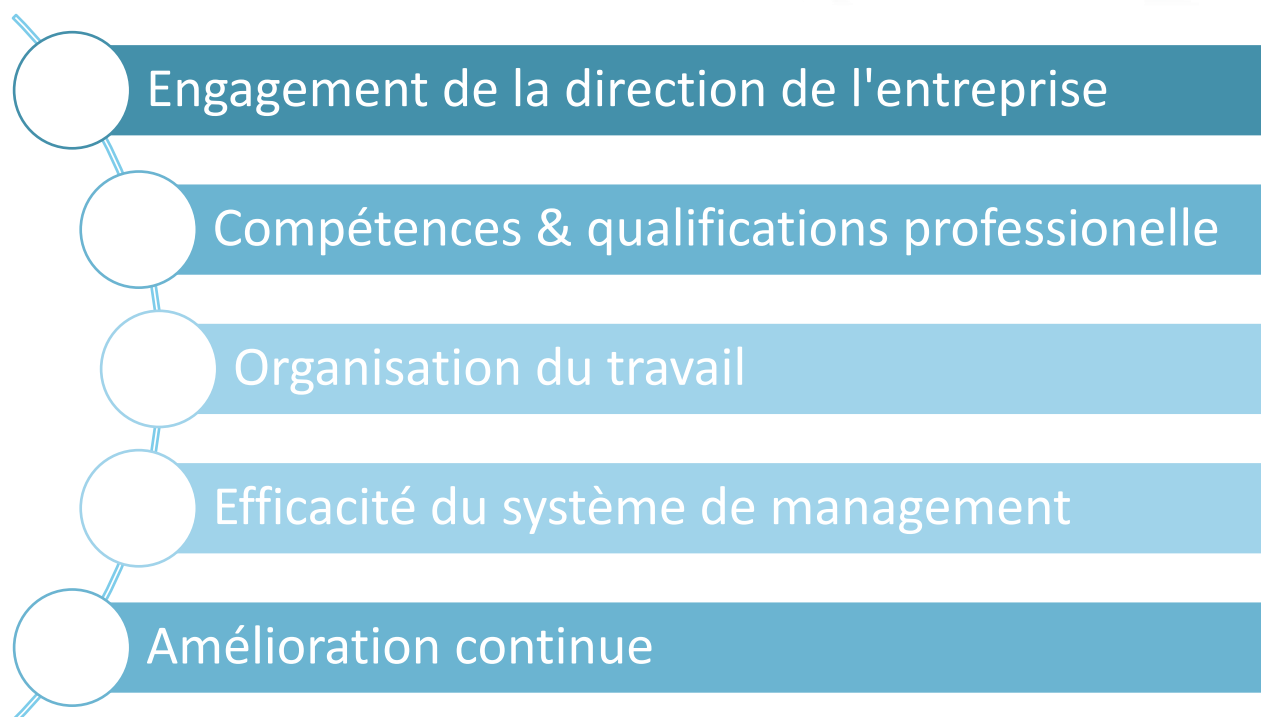 Engagement de la direction de l'entreprise
Compétences & qualifications professionelle
Organisation du travail
Efficacité du système de management
Amélioration continue